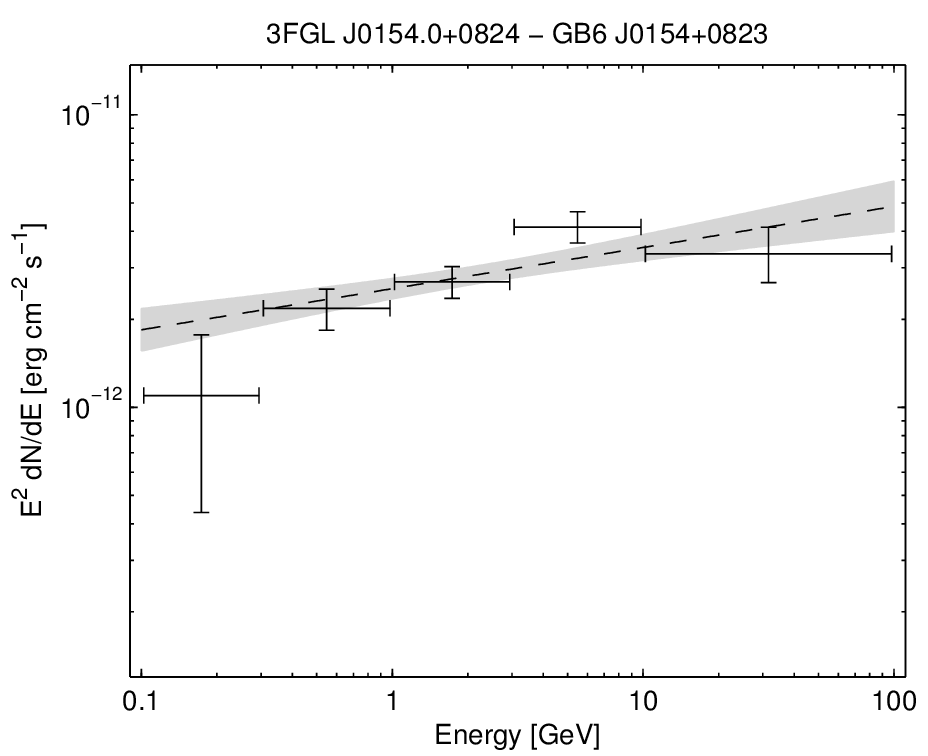 3FGL J0154.0+0824 − GB6 J0154+0823
10⁻¹¹
10⁻¹²
E² dN/dE [erg cm⁻² s⁻¹]
0.1 1 10 100
Energy [GeV]